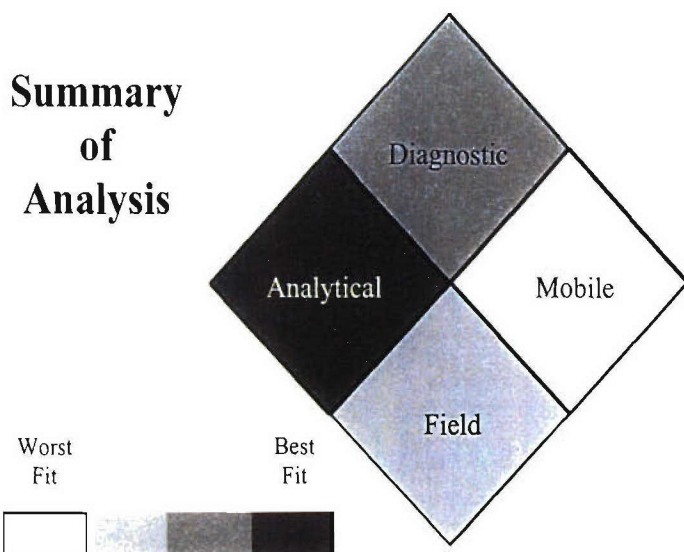 Summary
of
Analysis
Diagnostic
Analytical
Mobile
Field
Worst
Fit
Best
Fit